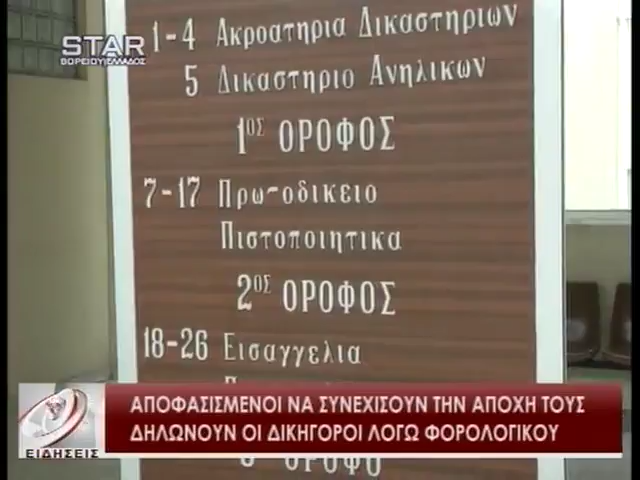 STAR
ΒΟΡΕΙΟΥ ΕΛΛΑΔΟΣ
1-4 Ακροατηρια Δικαστηριων
5 Δικαστηριο Ανηλικων
1ΟΣ ΟΡΟΦΟΣ
7-17 Πρωτοδικειο
Πιστοποιητικα
2ΟΣ ΟΡΟΦΟΣ
18-26 Εισαγγελια
ΑΠΟΦΑΣΙΣΜΕΝΟΙ ΝΑ ΣΥΝΕΧΙΣΟΥΝ ΤΗΝ ΑΠΟΧΗ ΤΟΥΣ
ΔΗΛΩΝΟΥΝ ΟΙ ΔΙΚΗΓΟΡΟΙ ΛΟΓΩ ΦΟΡΟΛΟΓΙΚΟΥ
ΕΙΔΗΣΕΙΣ